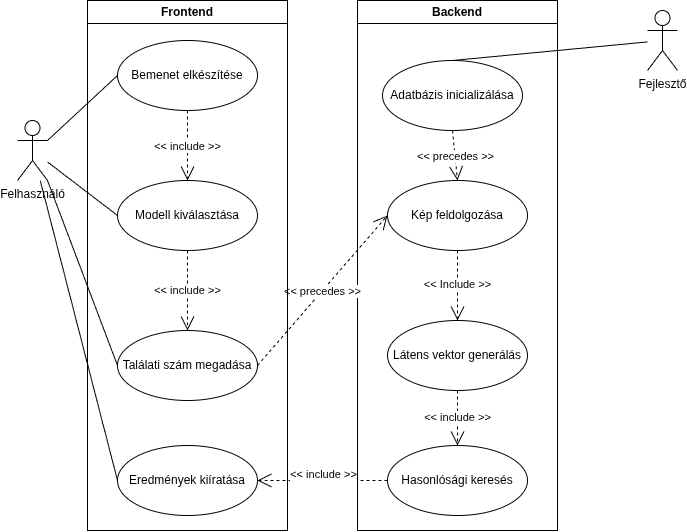 Frontend
Backend
Bemenet elkészítése
Adatbázis inicializálása
Fejlesztő
<< include >>
<< precedes >>
Felhasználó
Modell kiválasztása
Kép feldolgozása
<< include >>
<< precedes >>
<< Include >>
Találati szám megadása
Látens vektor generálás
<< include >>
Eredmények kiíratása
<< include >>
Hasonlósági keresés